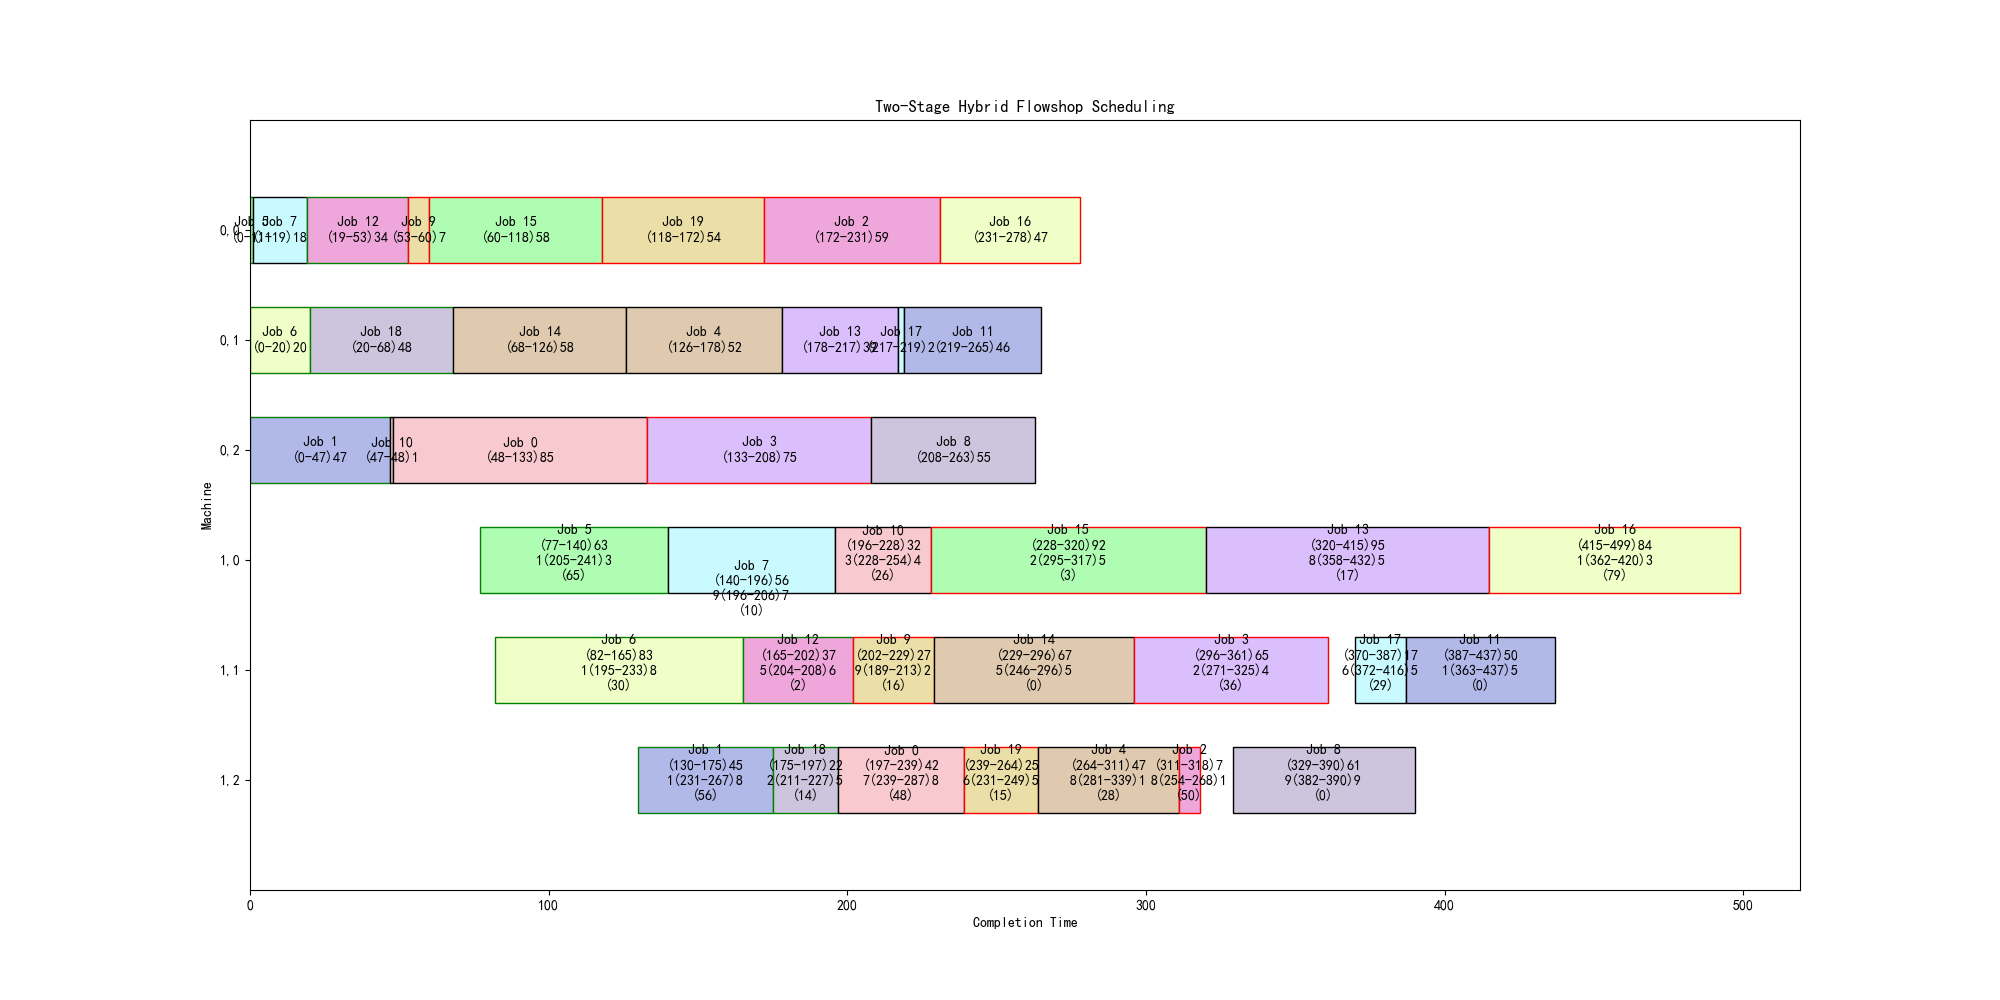 Two-Stage Hybrid Flowshop Scheduling
Job 5
Job 7
Job 12
Job 9
Job 15
Job 19
Job 2
Job 16
0,0
(1-19)18
(19-53)34
(53-60)7
(60-118)58
(118-172)54
(172-231)59
(231-278)47
Job 6
Job 18
Job 14
Job 4
Job 13
Job 17
Job 11
0,1
(0-20)20
(20-68)48
(68-126)58
(126-178)52
(178-217)39
(217-219)2
(219-265)46
Job 1
Job 10
Job 0
Job 3
Job 8
0,2
(0-47)47
(47-48)1
(48-133)85
(133-208)75
(208-263)55
Machine
1,0
Job 5
(77-140)63
1(205-241)3
(65)
Job 7
(140-196)56
9(196-206)7
(10)
Job 10
(196-228)32
3(228-254)4
(26)
Job 15
(228-320)92
2(295-317)5
(3)
Job 13
(320-415)95
8(358-432)5
(17)
Job 16
(415-499)84
1(362-420)3
(79)
1,1
Job 6
(82-165)83
1(195-233)8
(30)
Job 12
(165-202)37
5(204-208)6
(2)
Job 9
(202-229)27
9(189-213)2
(16)
Job 14
(229-296)67
5(246-296)5
(0)
Job 3
(296-361)65
2(271-325)4
(36)
Job 17
(370-387)17
6(372-416)5
(29)
Job 11
(387-437)50
1(363-437)5
(0)
1,2
Job 1
(130-175)45
1(231-267)8
(56)
Job 18
(175-197)22
2(211-227)5
(14)
Job 0
(197-239)42
7(239-287)8
(48)
Job 19
(239-264)25
6(231-249)5
(15)
Job 4
(264-311)47
8(281-339)1
(28)
Job 2
(311-318)7
8(254-268)1
(50)
Job 8
(329-390)61
9(382-390)9
(0)
0
100
200
300
400
500
Completion Time